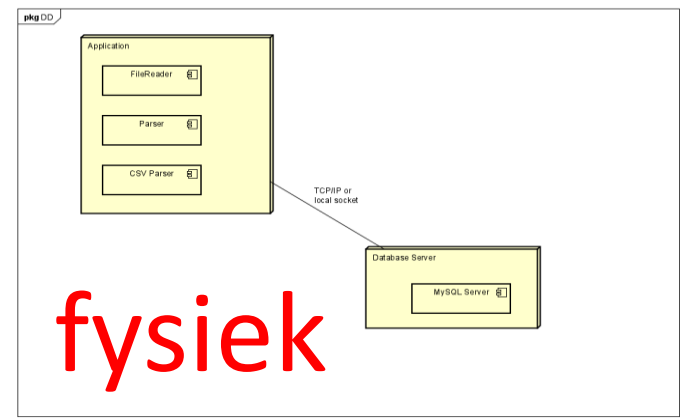 pkg DD
Application
FileReader
Parser
CSV Parser
TCP/IP or
local socket
Database Server
MySQL Server
fysiek